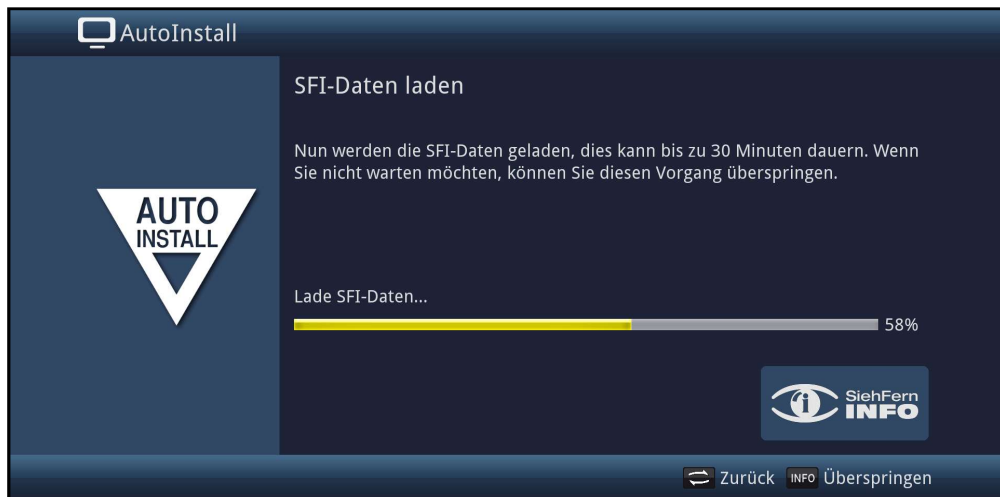 AutoInstall
SFI-Daten laden
Nun werden die SFI-Daten geladen, dies kann bis zu 30 Minuten dauern. Wenn
Sie nicht warten möchten, können Sie diesen Vorgang überspringen.
AUTO
INSTALL
Lade SFI-Daten...
58%
SiehFern
INFO
Zurück INFO Überspringen